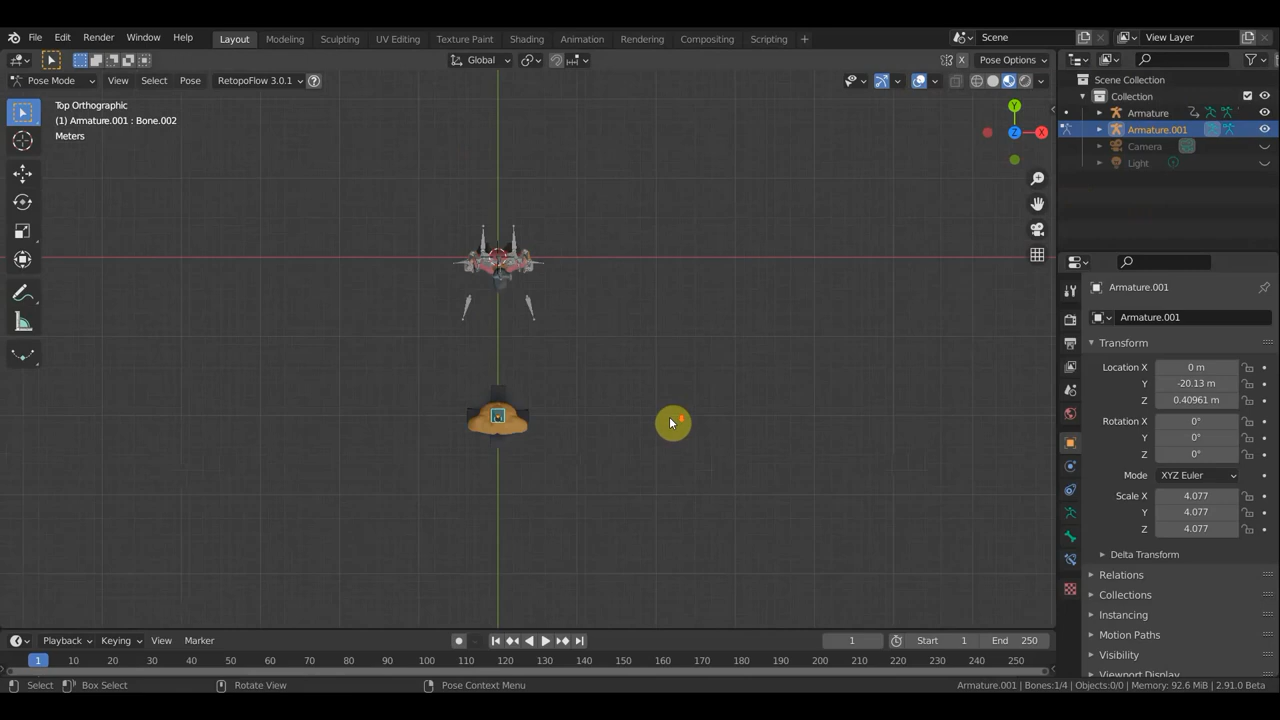 File Edit Render Window Help Layout Modeling Sculpting UV Editing Texture Paint Shading Animation Rendering Compositing Scripting + Scene View Layer
Global Pose Options
Pose Mode View Select Pose RetopoFlow 3.0.1 ?
Top Orthographic
(1) Armature.001 : Bone.002
Meters
Y
Z X
Scene Collection
Collection
Armature
Armature.001
Camera
Light
Armature.001
Armature.001
Transform
Location X 0 m
Y -20.13 m
Z 0.40961 m
Rotation X 0°
Y 0°
Z 0°
Mode XYZ Euler
Scale X 4.077
Y 4.077
Z 4.077
Delta Transform
Relations
Collections
Instancing
Motion Paths
Visibility
Viewport Display
Playback Keying View Marker 1 Start 1 End 250
1 10 20 30 40 50 60 70 80 90 100 110 120 130 140 150 160 170 180 190 200 210 220 230 240 250
Select Box Select Rotate View Pose Context Menu Armature.001 | Bones:1/4 | Objects:0/0 | Memory: 92.6 MiB | 2.91.0 Beta